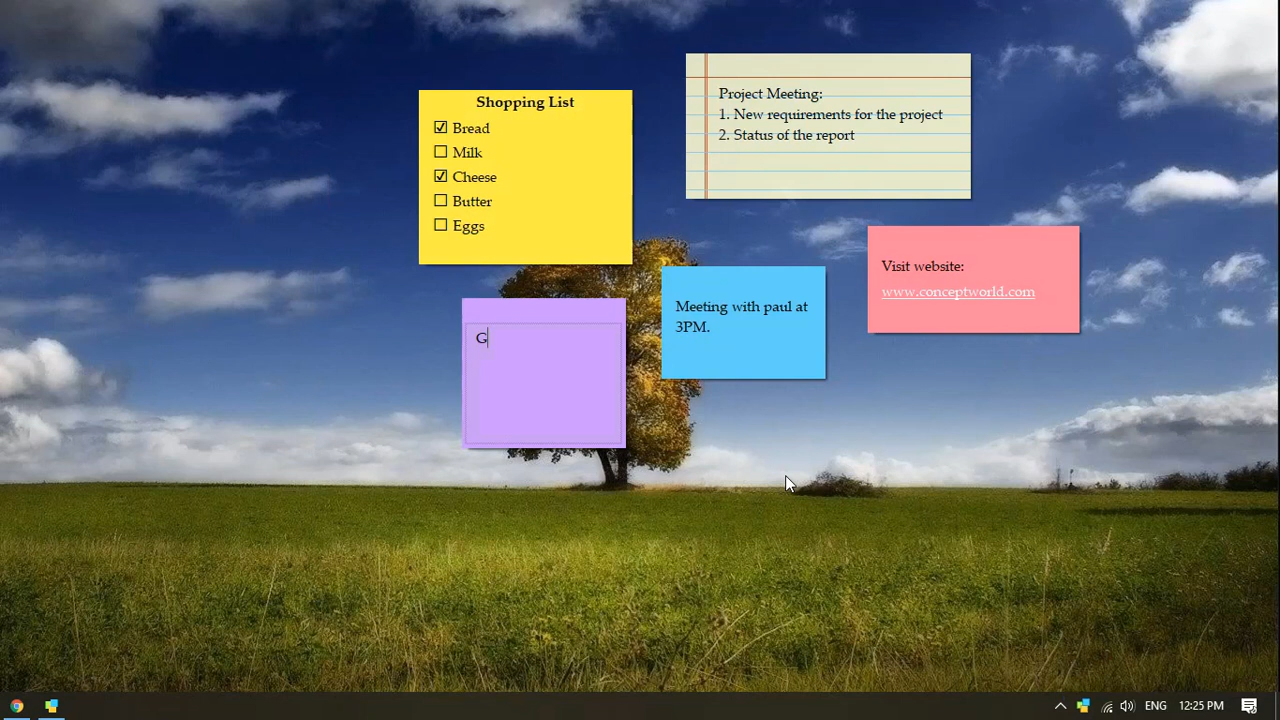 Shopping List
☑ Bread
☐ Milk
☑ Cheese
☐ Butter
☐ Eggs
Project Meeting:
1. New requirements for the project
2. Status of the report
Visit website:
www.conceptworld.com
Meeting with paul at
3PM.
G
ENG
12:25 PM